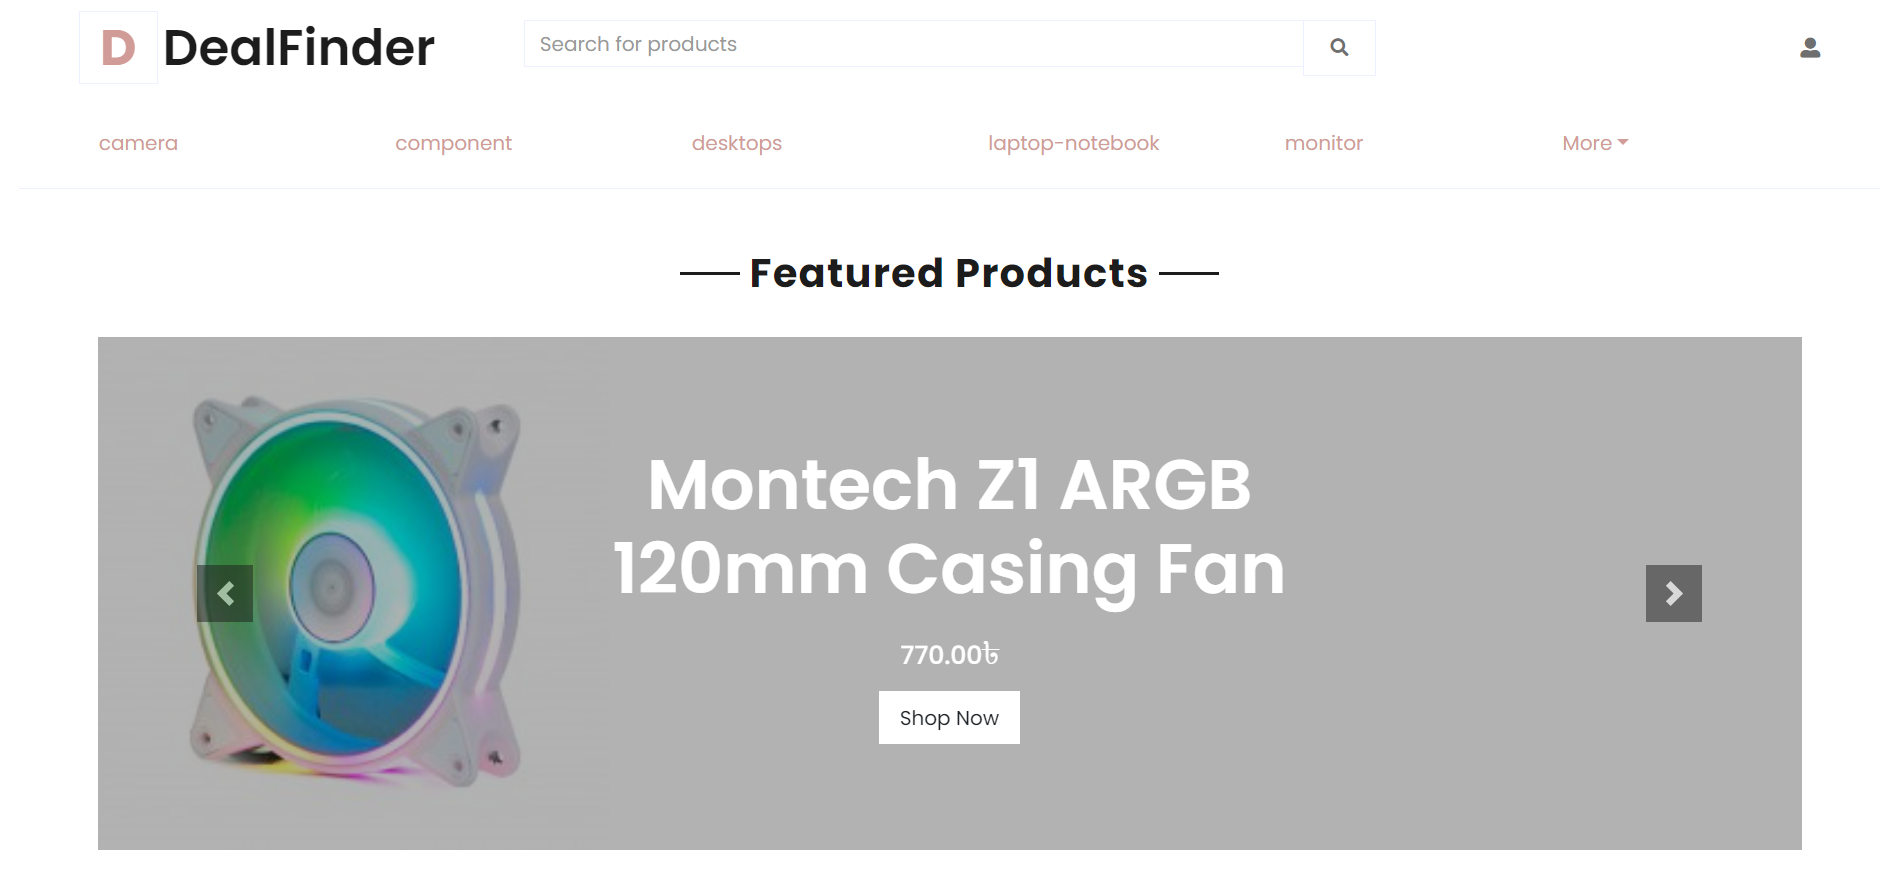 D DealFinder
Search for products
camera component desktops laptop-notebook monitor More
Featured Products
Montech Z1 ARGB
120mm Casing Fan
770.00৳
Shop Now